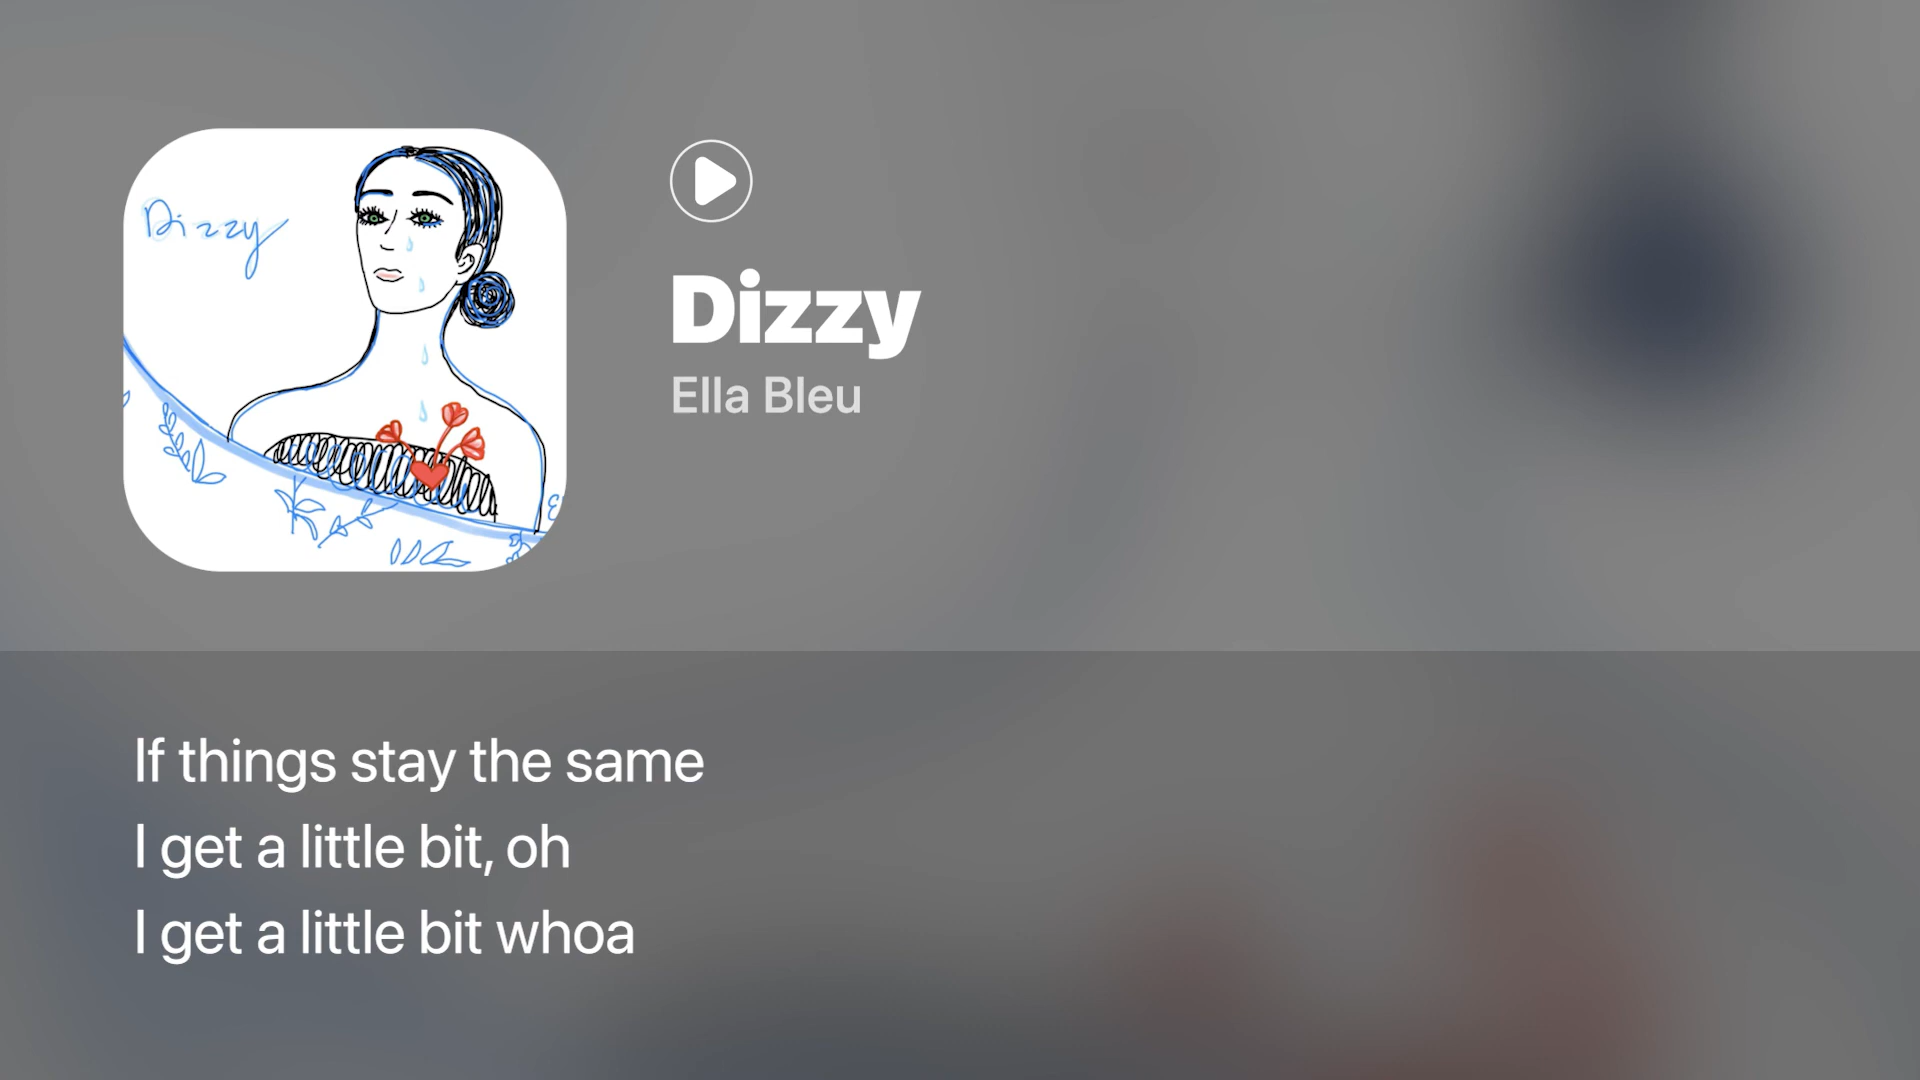 Dizzy
Dizzy
Ella Bleu
If things stay the same
I get a little bit, oh
I get a little bit whoa